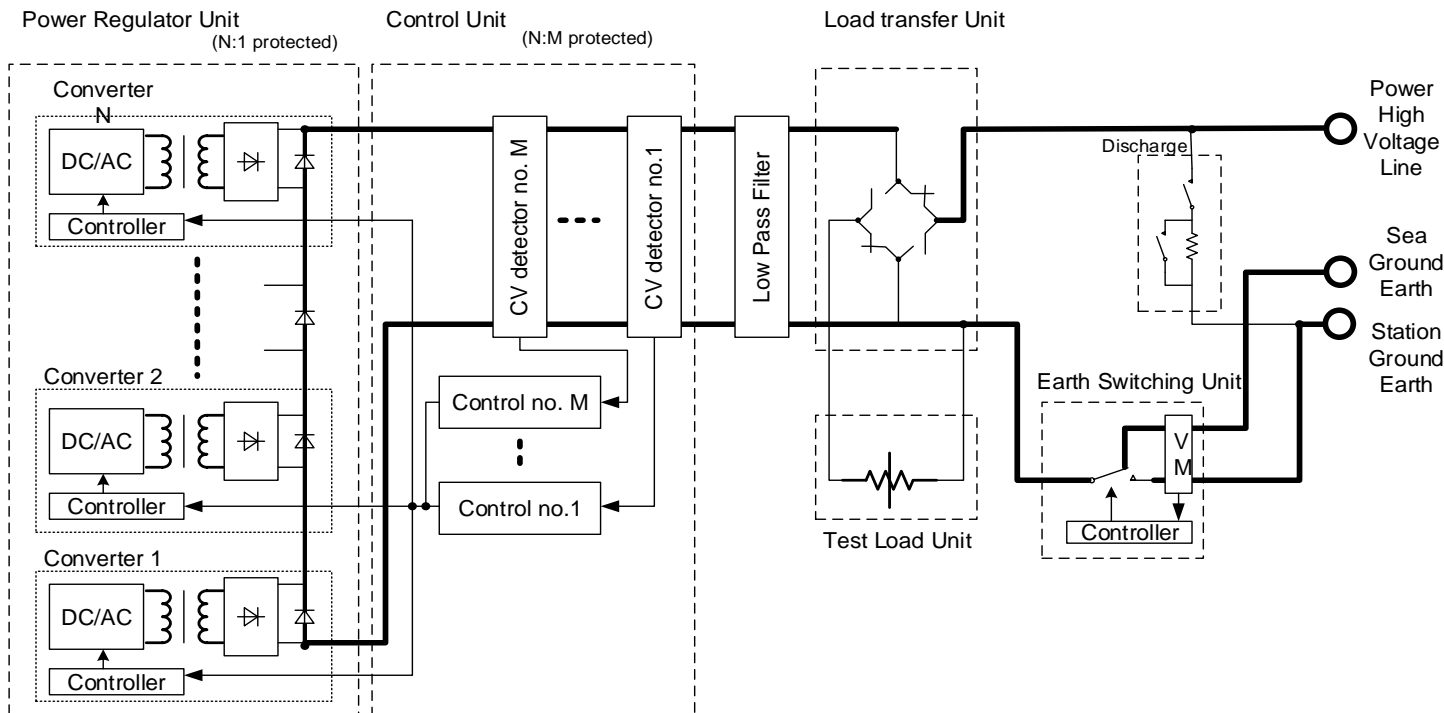 Power Regulator Unit
(N:1 protected)
Control Unit
(N:M protected)
Load transfer Unit
Converter
N
DC/AC
Controller
CV detector no. M
CV detector no.1
Low Pass Filter
Discharge
Power
High
Voltage
Line
Sea
Ground
Earth
Station
Ground
Earth
Converter 2
DC/AC
Controller
Control no. M
Control no.1
Test Load Unit
Earth Switching Unit
V
M
Controller
Converter 1
DC/AC
Controller